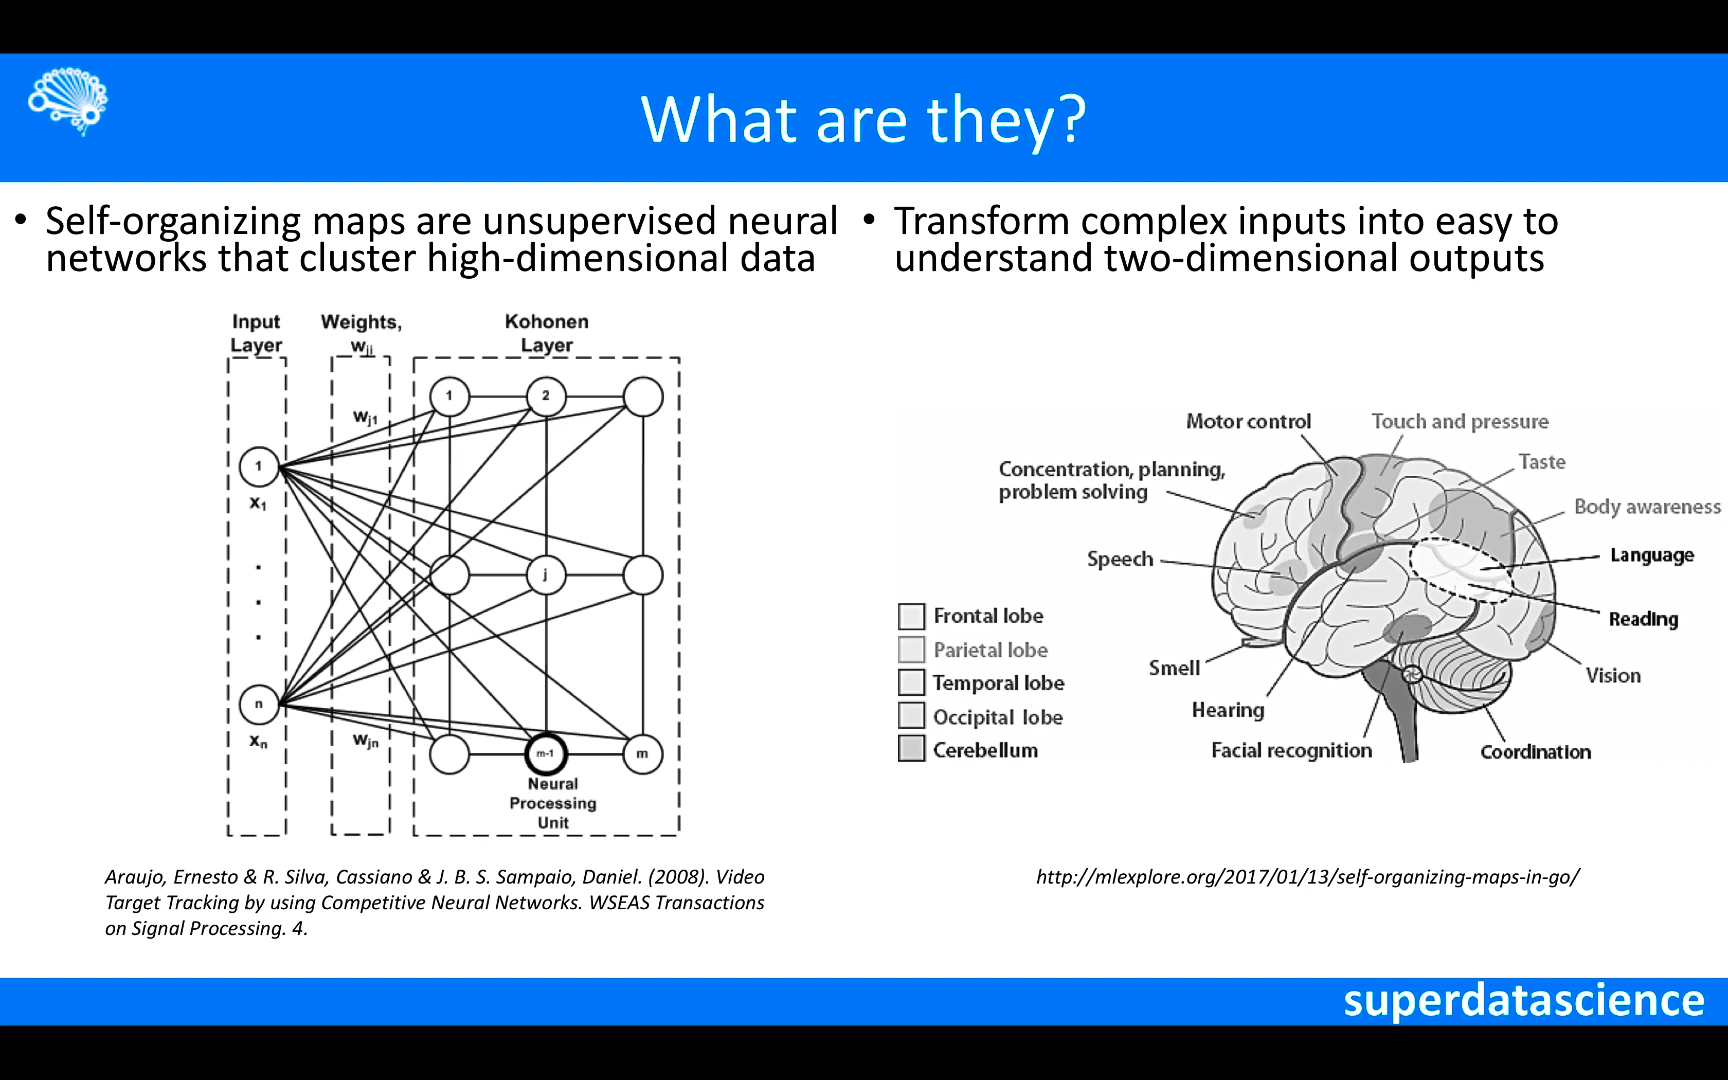 What are they?
• Self-organizing maps are unsupervised neural
networks that cluster high-dimensional data
• Transform complex inputs into easy to
understand two-dimensional outputs
Input
Layer
Weights,
wji
Kohonen
Layer
1
2
wj1
1
x1
.
.
.
j
n
xn
wjn
m-1
m
Neural
Processing
Unit
Motor control
Touch and pressure
Concentration, planning,
problem solving
Taste
Body awareness
Speech
Language
Reading
Frontal lobe
Parietal lobe
Temporal lobe
Occipital lobe
Cerebellum
Smell
Vision
Hearing
Facial recognition
Coordination
Araujo, Ernesto & R. Silva, Cassiano & J. B. S. Sampaio, Daniel. (2008). Video
Target Tracking by using Competitive Neural Networks. WSEAS Transactions
on Signal Processing. 4.
http://mlexplore.org/2017/01/13/self-organizing-maps-in-go/
superdatascience